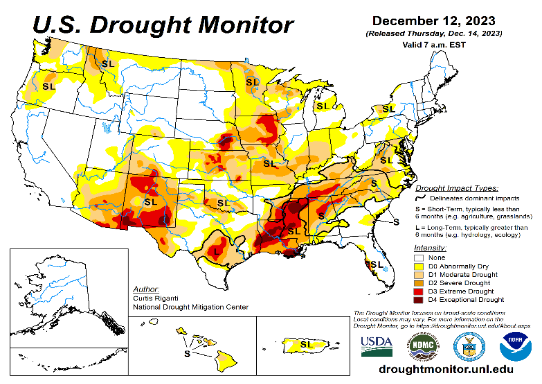 U.S. Drought Monitor
December 12, 2023
(Released Thursday, Dec. 14, 2023)
Valid 7 a.m. EST
SL
SL
SL
SL
SL
SL
SL
SL
SL
SL
S
S
S
L
SL
SL
Drought Impact Types:
Delineates dominant impacts
S = Short-Term, typically less than
6 months (e.g. agriculture, grasslands)
L = Long-Term, typically greater than
6 months (e.g. hydrology, ecology)
Intensity:
None
D0 Abnormally Dry
D1 Moderate Drought
D2 Severe Drought
D3 Extreme Drought
D4 Exceptional Drought
Author:
Curtis Riganti
National Drought Mitigation Center
S
SL
The Drought Monitor focuses on broad-scale conditions.
Local conditions may vary. For more information on the
Drought Monitor, go to https://droughtmonitor.unl.edu/About.aspx
USDA
NDMC
NOAA
droughtmonitor.unl.edu